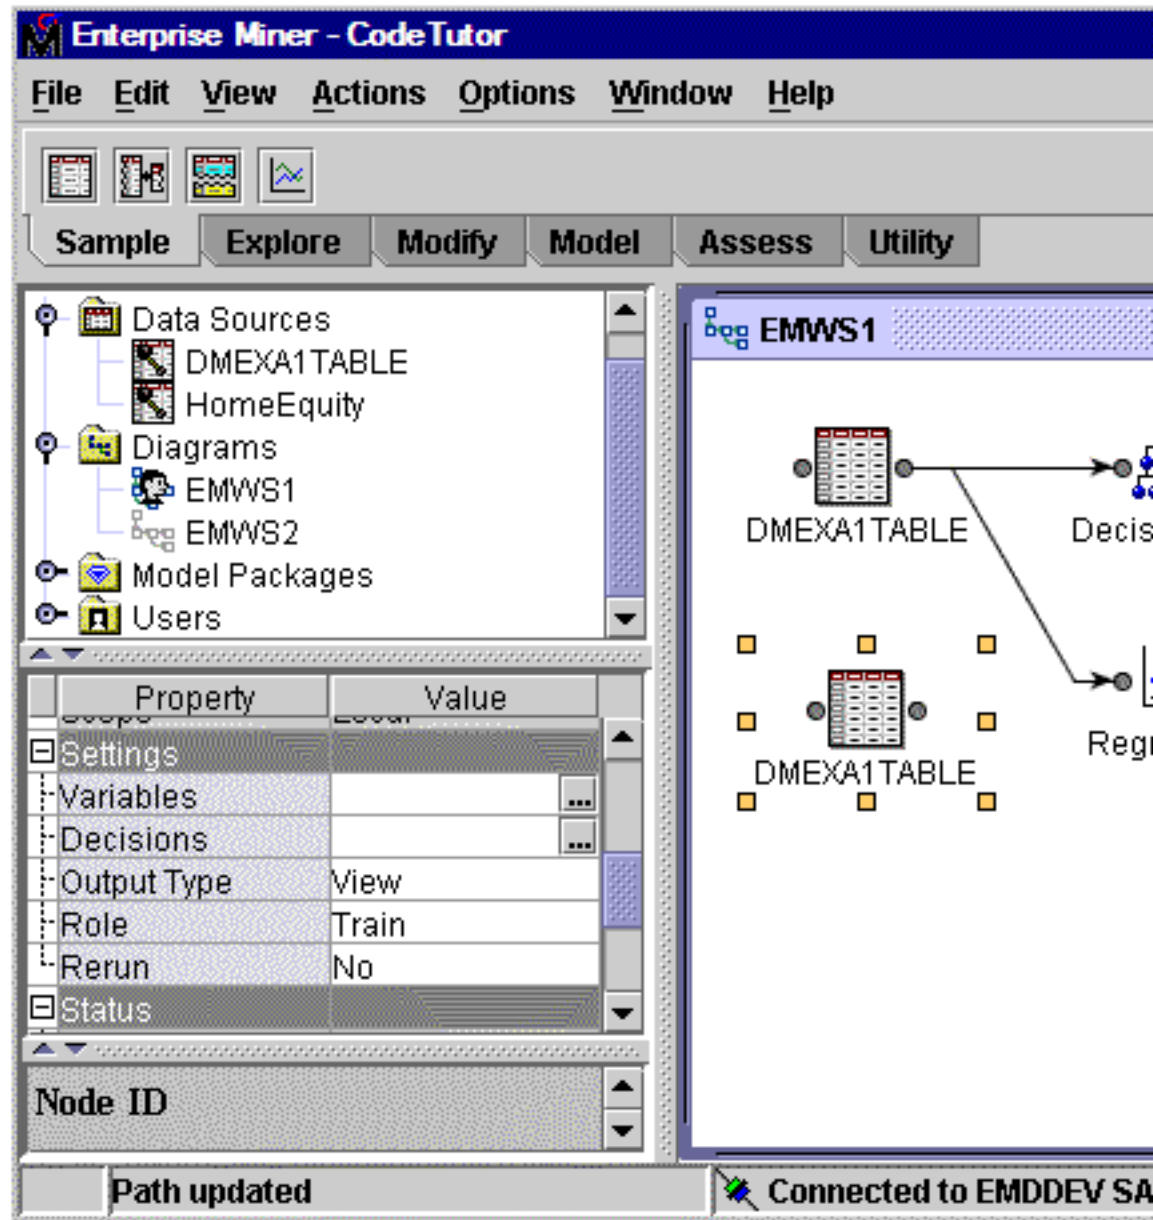 Enterprise Miner - CodeTutor
File Edit View Actions Options Window Help
Sample Explore Modify Model Assess Utility
Data Sources
DMEXA1TABLE
HomeEquity
Diagrams
EMWS1
EMWS2
Model Packages
Users
Property Value
Settings
Variables ...
Decisions ...
Output Type View
Role Train
Rerun No
Status
Node ID
EMWS1
DMEXA1TABLE
Decis
DMEXA1TABLE
Regr
Path updated
Connected to EMDDEV SA